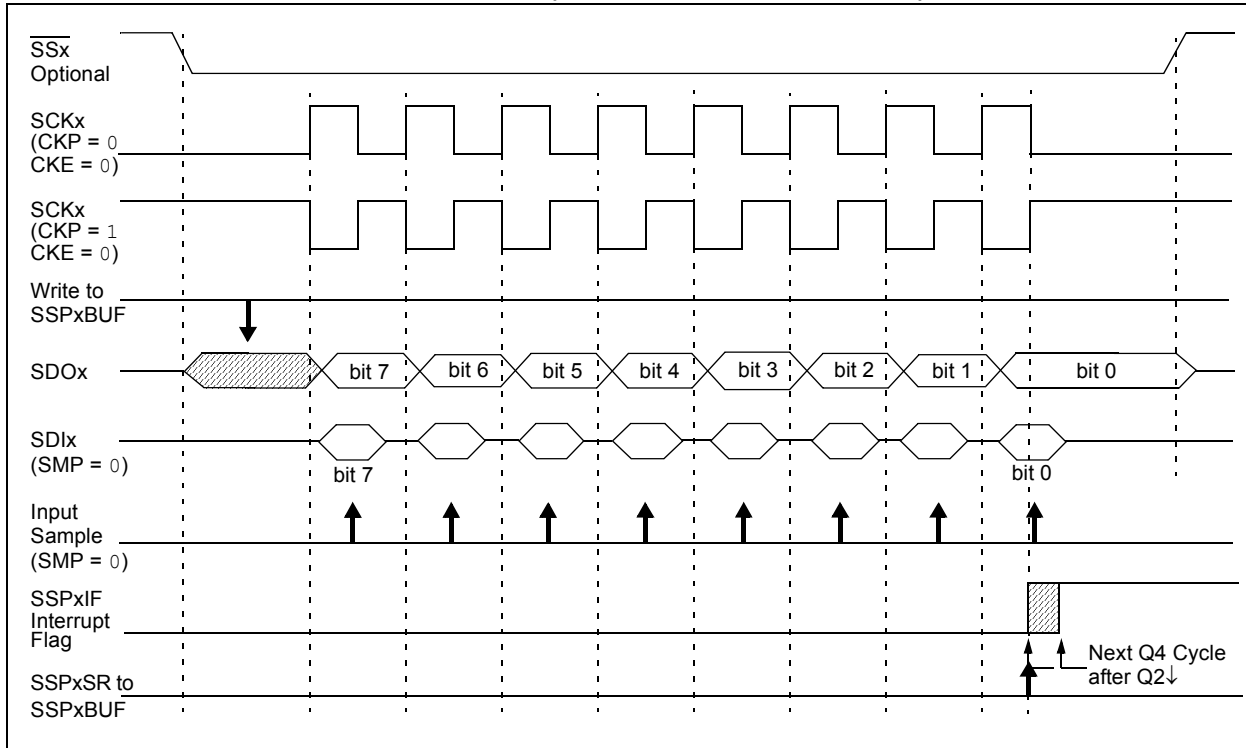 SSx
Optional
SCKx
(CKP = 0
CKE = 0)
SCKx
(CKP = 1
CKE = 0)
Write to
SSPxBUF
SDOx
bit 7
bit 6
bit 5
bit 4
bit 3
bit 2
bit 1
bit 0
SDIx
(SMP = 0)
bit 7
bit 0
Input
Sample
(SMP = 0)
SSPxIF
Interrupt
Flag
Next Q4 Cycle
after Q2↓
SSPxSR to
SSPxBUF